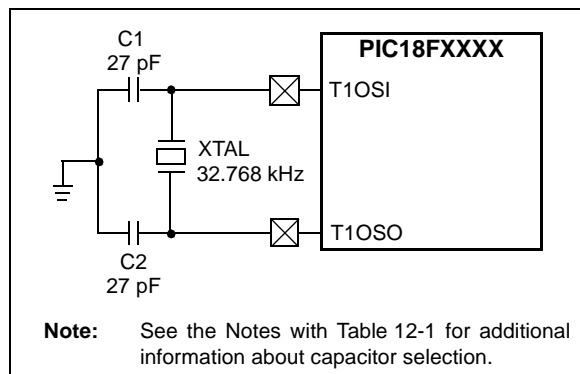 C1
27 pF
PIC18FXXXX
T1OSI
XTAL
32.768 kHz
T1OSO
C2
27 pF
Note: See the Notes with Table 12-1 for additional
information about capacitor selection.